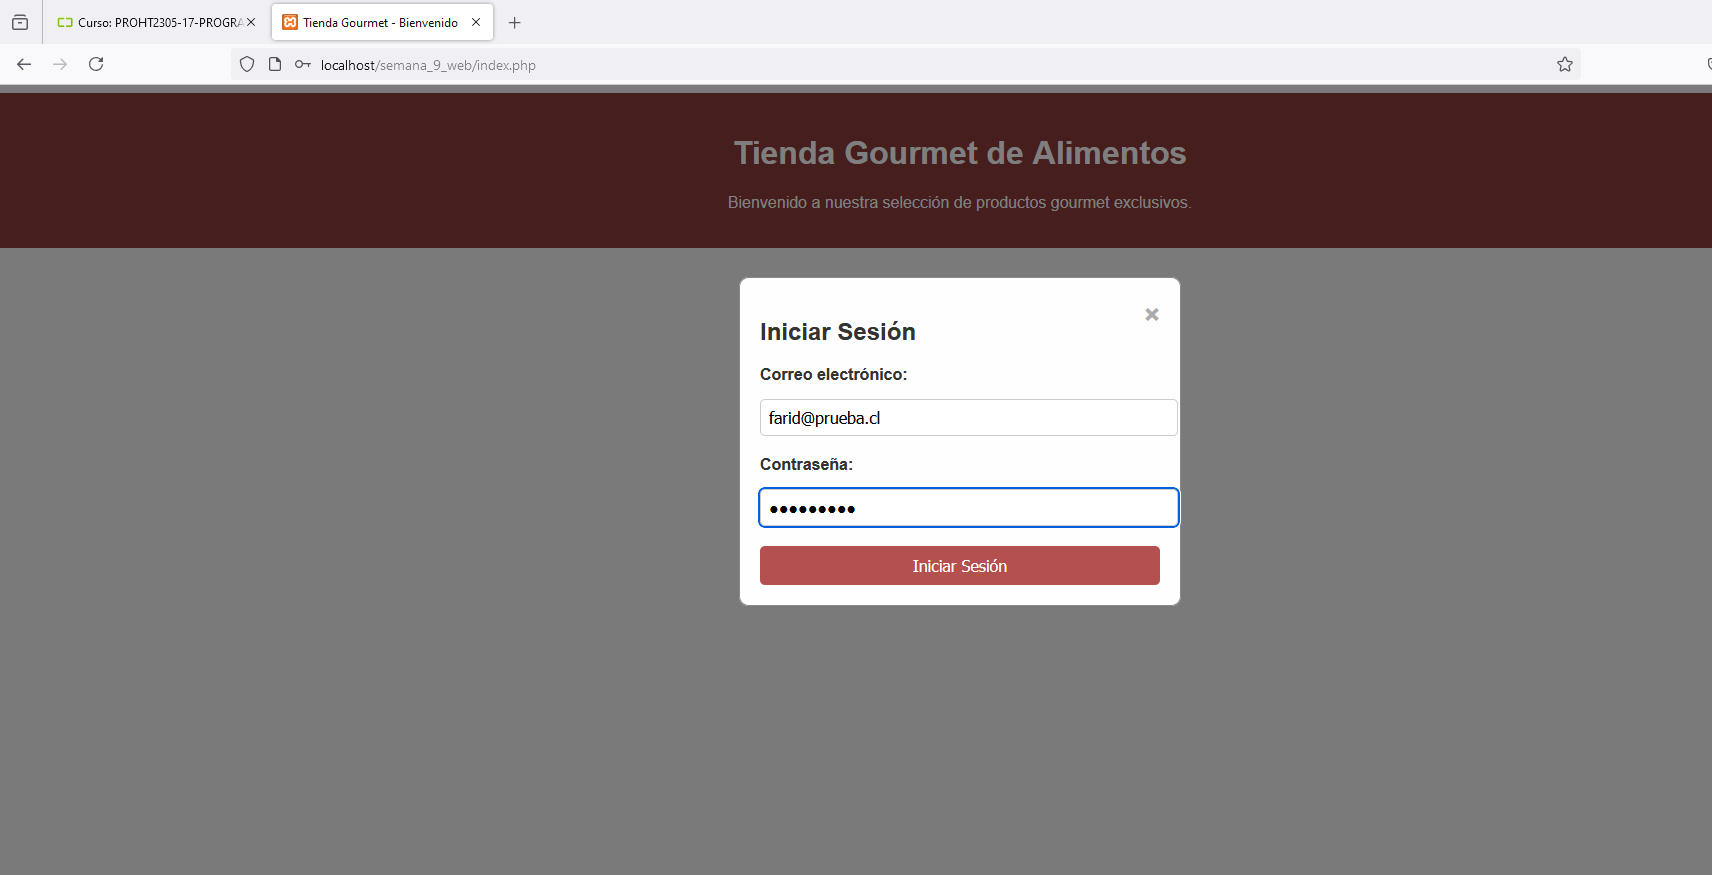 Curso: PROHT2305-17-PROGRA
Tienda Gourmet - Bienvenido
localhost/semana_9_web/index.php
Tienda Gourmet de Alimentos
Bienvenido a nuestra selección de productos gourmet exclusivos.
Iniciar Sesión
Correo electrónico:
farid@prueba.cl
Contraseña:
Iniciar Sesión